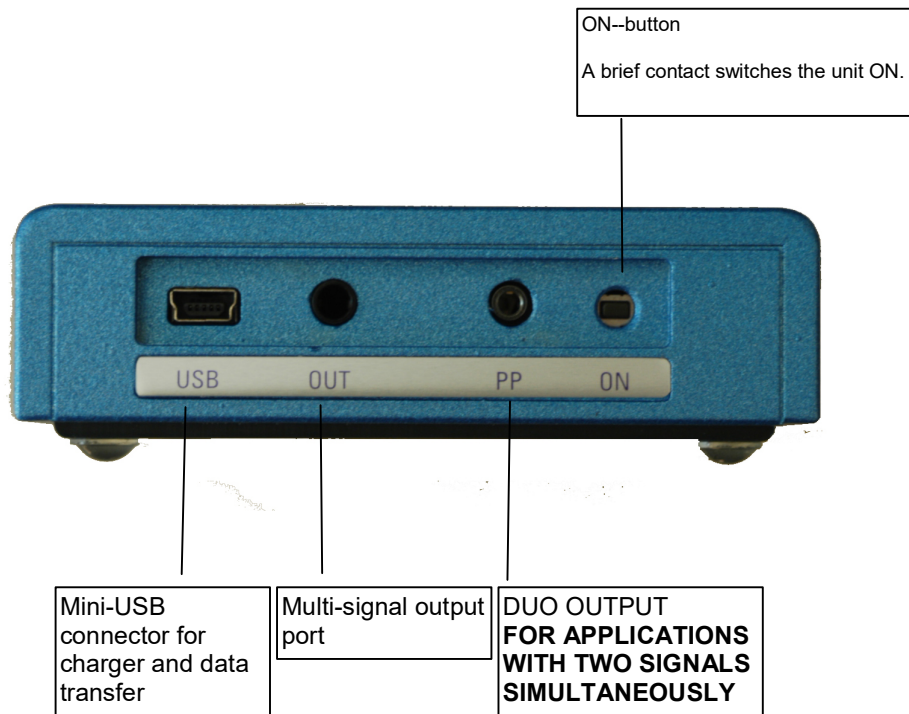 ON--button
A brief contact switches the unit ON.
USB OUT PP ON
Mini-USB
connector for
charger and data
transfer
Multi-signal output
port
DUO OUTPUT
FOR APPLICATIONS
WITH TWO SIGNALS
SIMULTANEOUSLY